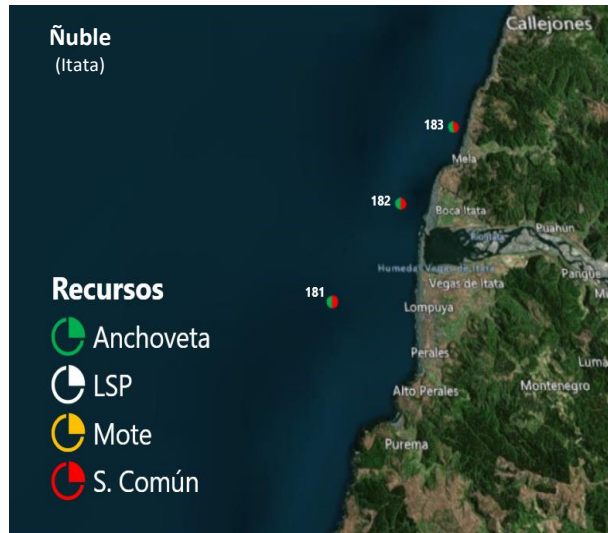 Ñuble
(Itata)
Callejones
183
Mela
182
Boca Itata
Puahún
Humedal Vegas de Itata
Pangue
Vegas de Itata
181
Lompuya
Recursos
Perales
Anchoveta
Alto Perales
Montenegro
LSP
Mote
Purema
S. Común